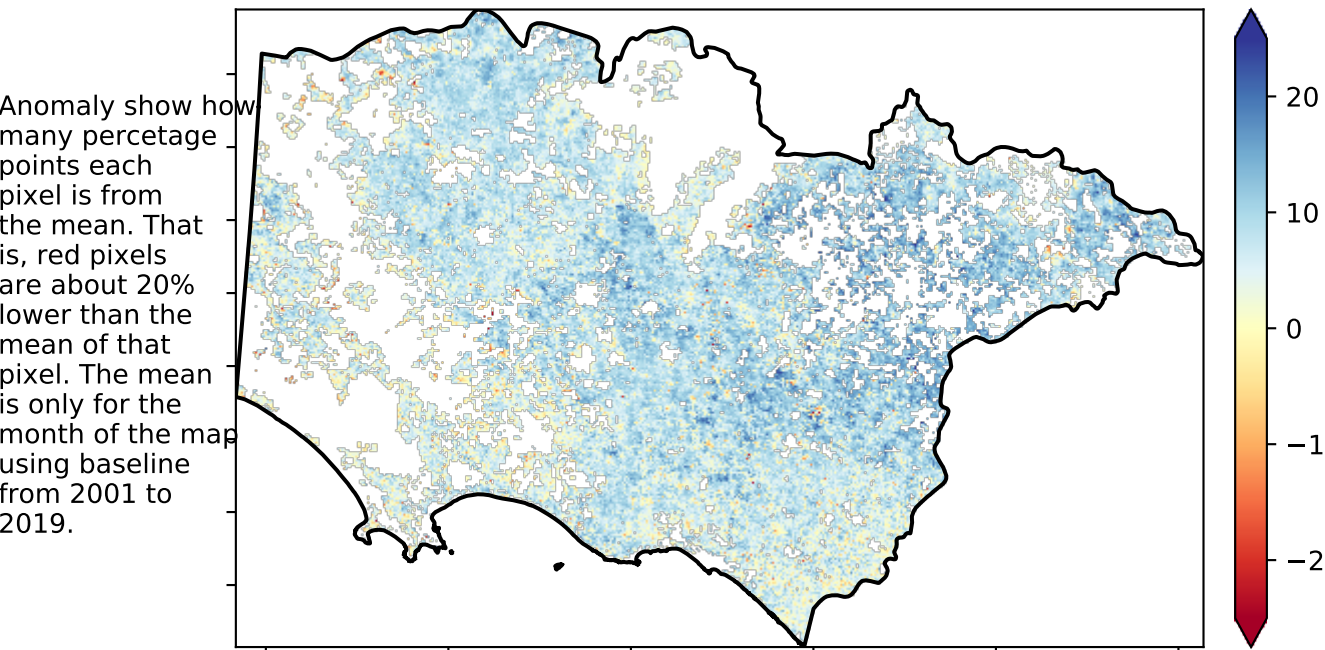 Anomaly show how
many percetage
points each
pixel is from
the mean. That
is, red pixels
are about 20%
lower than the
mean of that
pixel. The mean
is only for the
month of the map
using baseline
from 2001 to
2019.
20
10
0
−1
−2